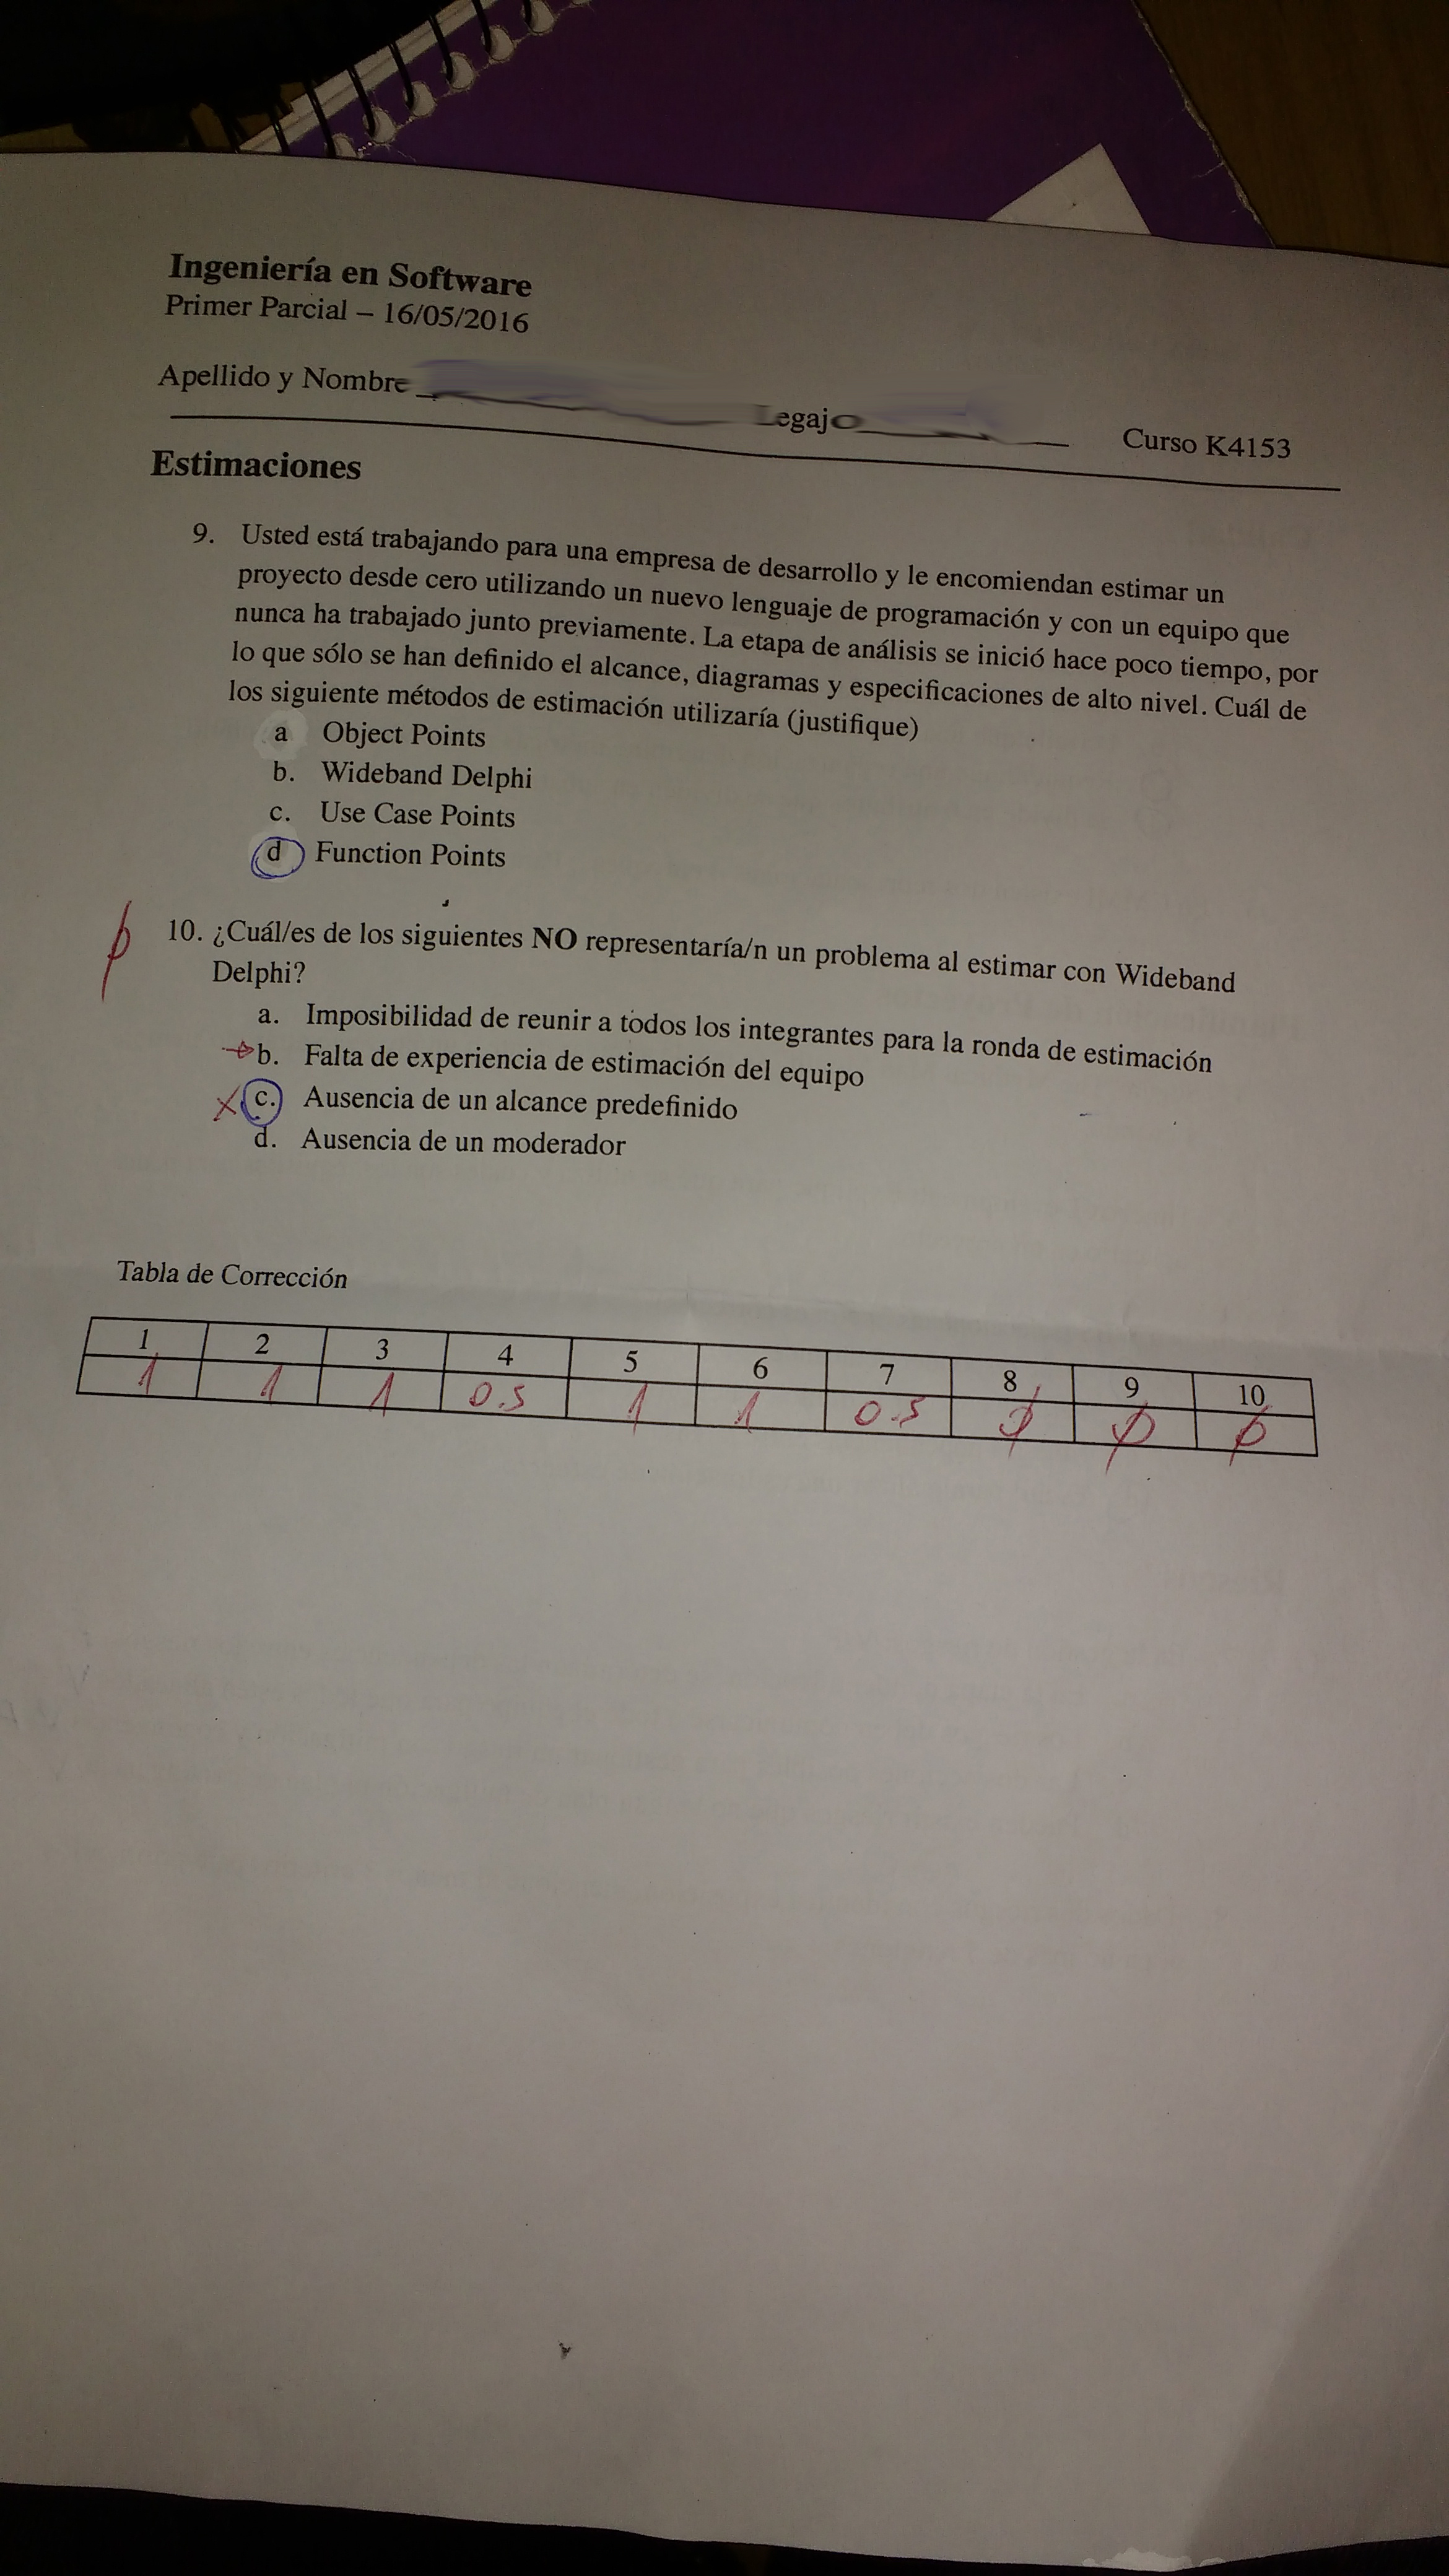 Ingeniería en Software
Primer Parcial – 16/05/2016
Apellido y Nombre
Legajo
Curso K4153
Estimaciones
9. Usted está trabajando para una empresa de desarrollo y le encomiendan estimar un
proyecto desde cero utilizando un nuevo lenguaje de programación y con un equipo que
nunca ha trabajado junto previamente. La etapa de análisis se inició hace poco tiempo, por
lo que sólo se han definido el alcance, diagramas y especificaciones de alto nivel. Cuál de
los siguiente métodos de estimación utilizaría (justifique)
a Object Points
b. Wideband Delphi
c. Use Case Points
d Function Points
10. ¿Cuál/es de los siguientes NO representaría/n un problema al estimar con Wideband
Delphi?
a. Imposibilidad de reunir a todos los integrantes para la ronda de estimación
b. Falta de experiencia de estimación del equipo
c. Ausencia de un alcance predefinido
d. Ausencia de un moderador
Tabla de Corrección
1 2 3 4 5 6 7 8 9 10
1 1 1 0.5 1 1 0.5 ∅ ∅ ∅